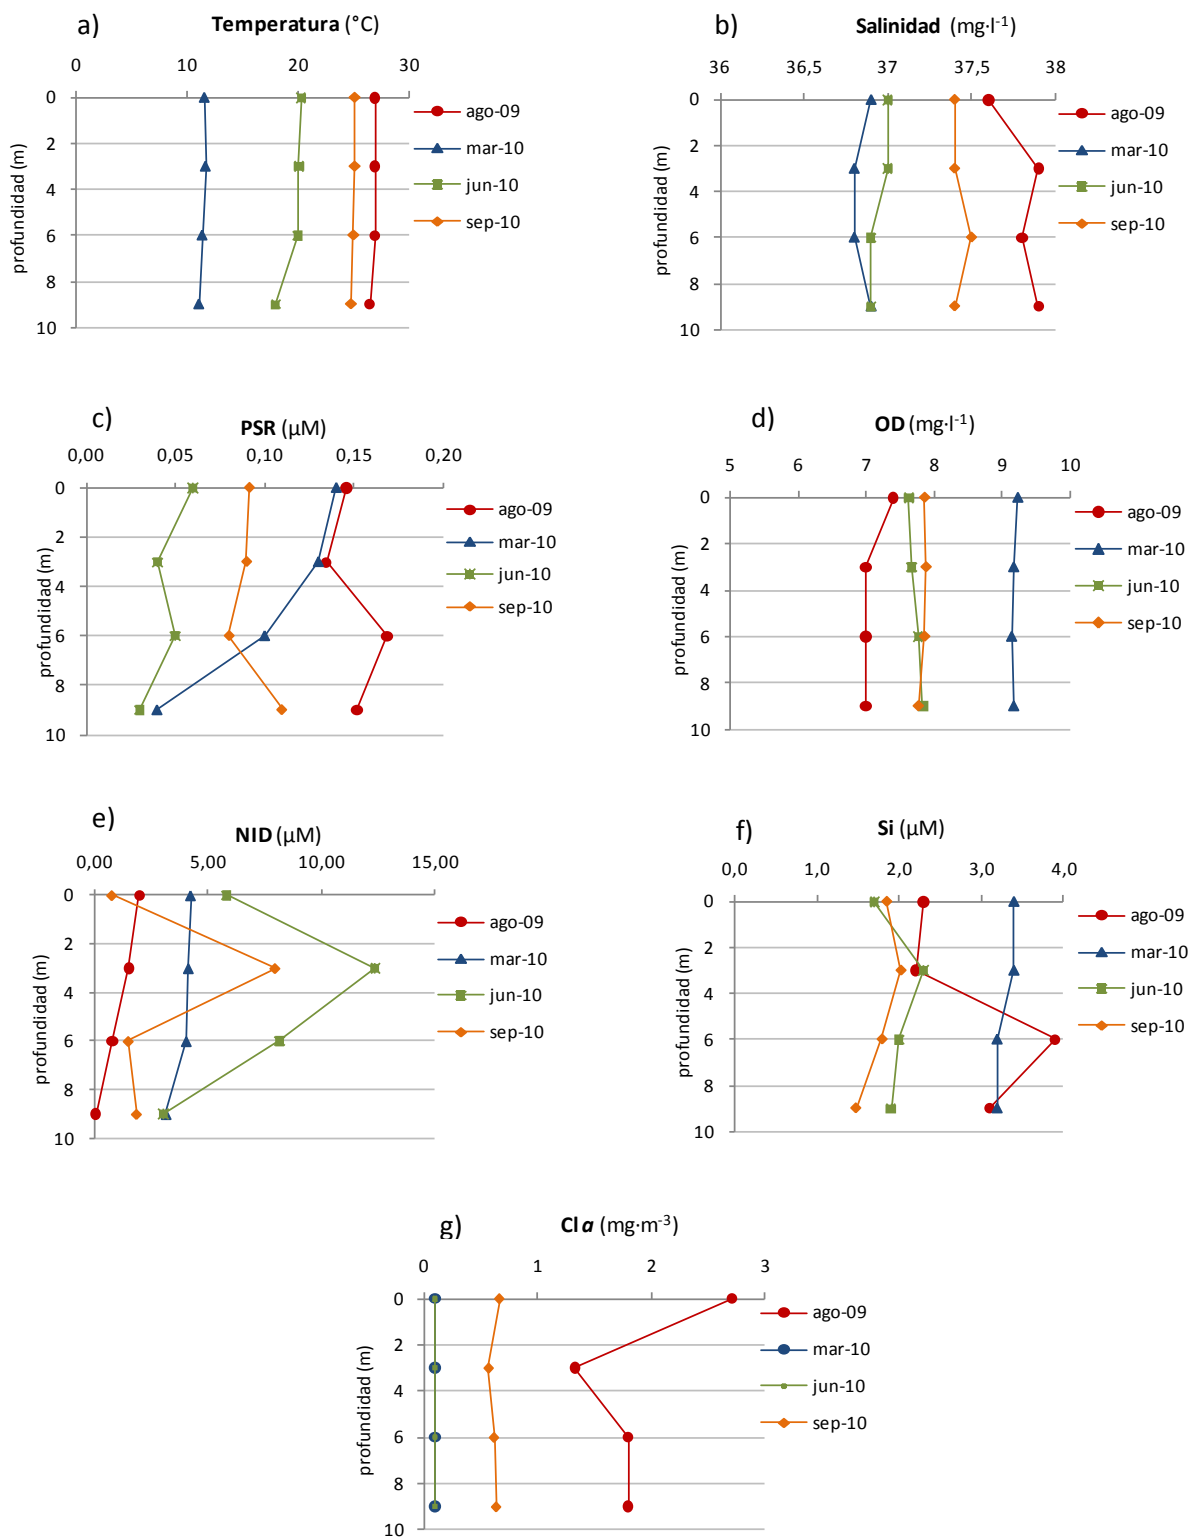 a) Temperatura (°C)
0 10 20 30
profundidad (m)
0
2
4
6
8
10
ago-09
mar-10
jun-10
sep-10
b) Salinidad (mg·l-1)
36 36,5 37 37,5 38
profundidad (m)
0
2
4
6
8
10
ago-09
mar-10
jun-10
sep-10
c) PSR (µM)
0,00 0,05 0,10 0,15 0,20
profundidad (m)
0
2
4
6
8
10
ago-09
mar-10
jun-10
sep-10
d) OD (mg·l-1)
5 6 7 8 9 10
profundidad (m)
0
2
4
6
8
10
ago-09
mar-10
jun-10
sep-10
e) NID (µM)
0,00 5,00 10,00 15,00
profundidad (m)
0
2
4
6
8
10
ago-09
mar-10
jun-10
sep-10
f) Si (µM)
0,0 1,0 2,0 3,0 4,0
profundidad (m)
0
2
4
6
8
10
ago-09
mar-10
jun-10
sep-10
g) Cl a (mg·m-3)
0 1 2 3
profundidad (m)
0
2
4
6
8
10
ago-09
mar-10
jun-10
sep-10